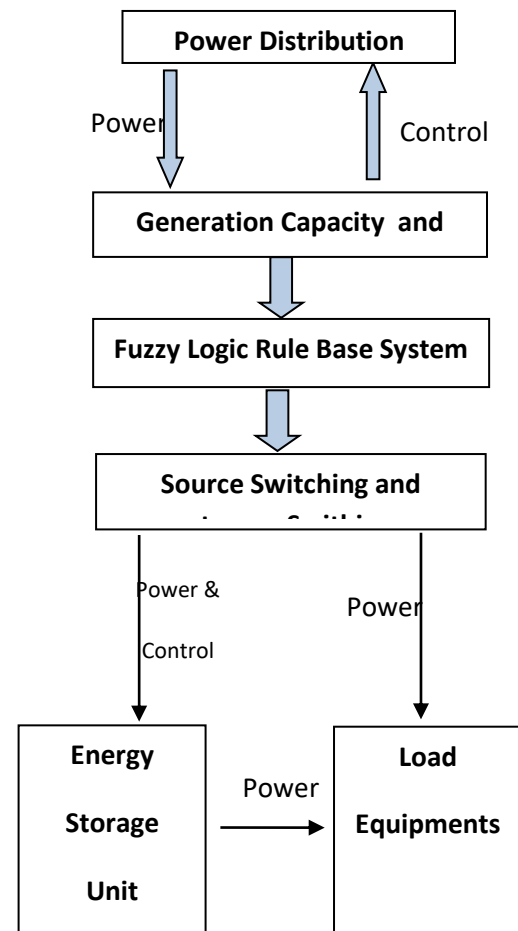 Power Distribution
Power
Control
Generation Capacity and
Fuzzy Logic Rule Base System
Source Switching and
Power &
Control
Power
Energy
Storage
Unit
Power
Load
Equipments